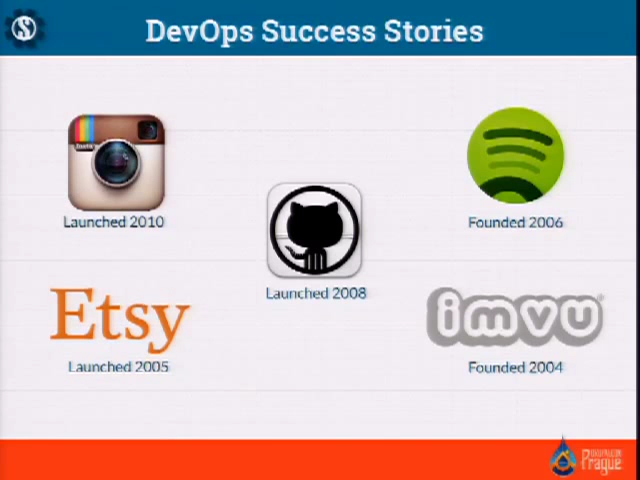 DevOps Success Stories
Launched 2010
Founded 2006
Launched 2008
Etsy
imvu
Launched 2005
Founded 2004
Prague